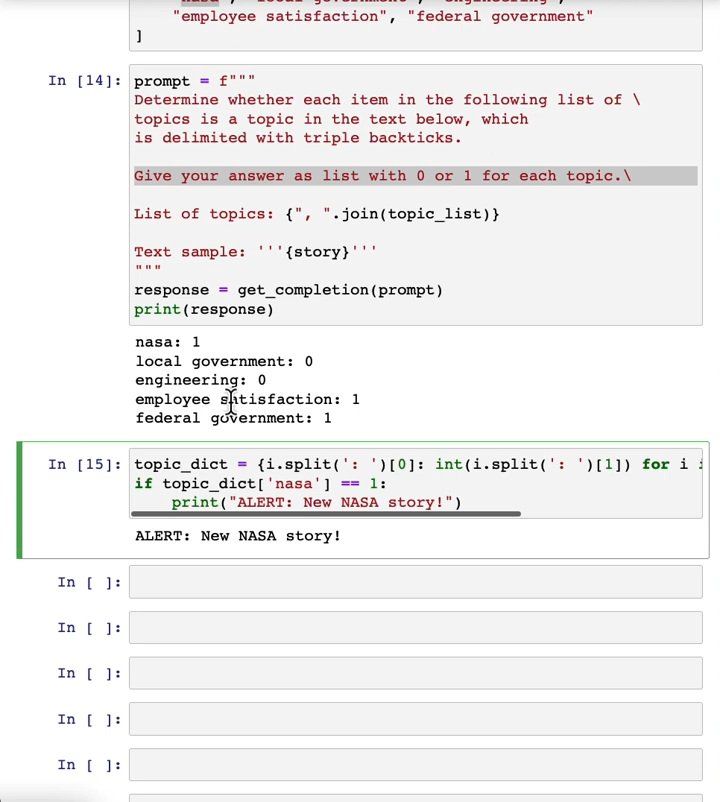 "employee satisfaction", "federal government"
]
In [14]:
prompt = f"""
Determine whether each item in the following list of \
topics is a topic in the text below, which
is delimited with triple backticks.
Give your answer as list with 0 or 1 for each topic.\
List of topics: {", ".join(topic_list)}
Text sample: '''{story}'''
"""
response = get_completion(prompt)
print(response)
nasa: 1
local government: 0
engineering: 0
employee satisfaction: 1
federal government: 1
In [15]:
topic_dict = {i.split(': ')[0]: int(i.split(': ')[1]) for i
if topic_dict['nasa'] == 1:
print("ALERT: New NASA story!")
ALERT: New NASA story!
In [ ]:
In [ ]:
In [ ]:
In [ ]:
In [ ]: